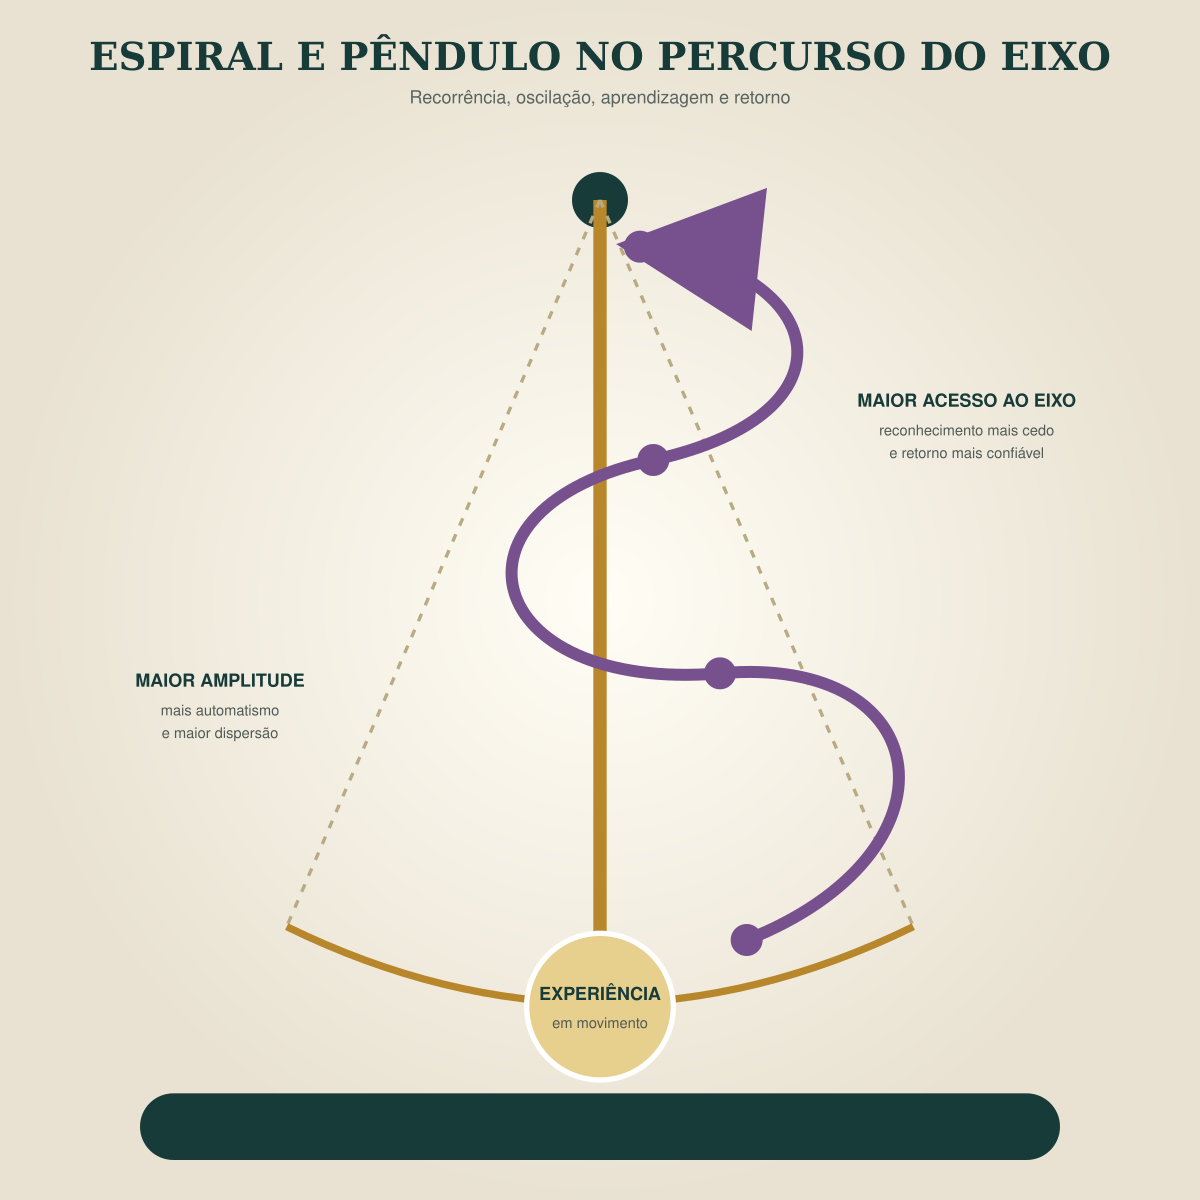 ESPIRAL E PÊNDULO NO PERCURSO DO EIXO
Recorrência, oscilação, aprendizagem e retorno
MAIOR ACESSO AO EIXO
reconhecimento mais cedo
e retorno mais confiável
MAIOR AMPLITUDE
mais automatismo
e maior dispersão
EXPERIÊNCIA
em movimento